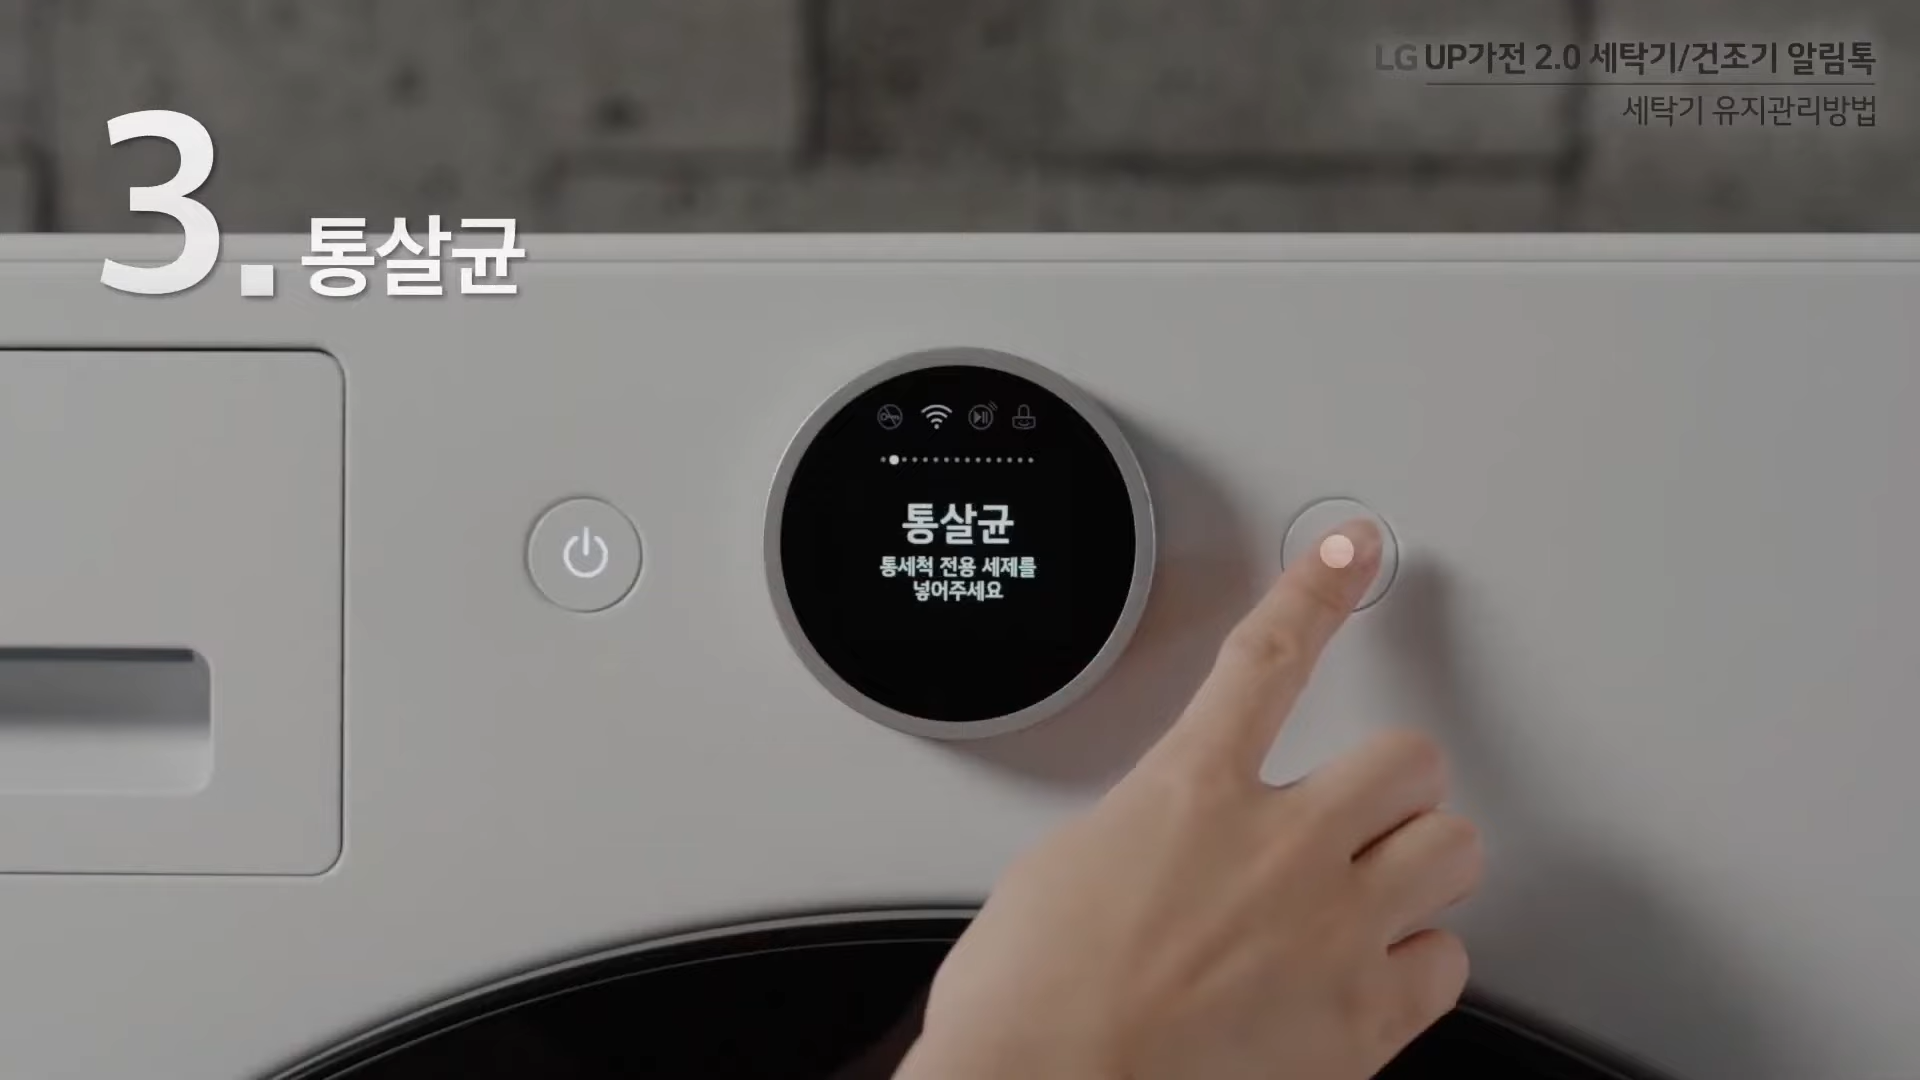 LG UP가전 2.0 세탁기/건조기 알림톡
세탁기 유지관리방법
3. 통살균
통살균
통세척 전용 세제를
넣어주세요